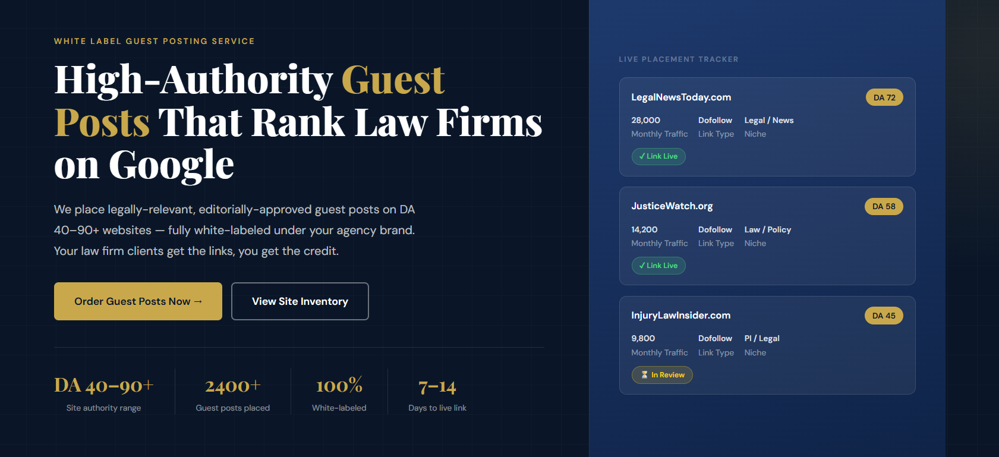 WHITE LABEL GUEST POSTING SERVICE
High-Authority Guest
Posts That Rank Law Firms
on Google
We place legally-relevant, editorially-approved guest posts on DA
40–90+ websites — fully white-labeled under your agency brand.
Your law firm clients get the links, you get the credit.
Order Guest Posts Now →
View Site Inventory
DA 40–90+
Site authority range
2400+
Guest posts placed
100%
White-labeled
7–14
Days to live link
LIVE PLACEMENT TRACKER
LegalNewsToday.com
DA 72
28,000 Dofollow Legal / News
Monthly Traffic Link Type Niche
✓ Link Live
JusticeWatch.org
DA 58
14,200 Dofollow Law / Policy
Monthly Traffic Link Type Niche
✓ Link Live
InjuryLawInsider.com
DA 45
9,800 Dofollow PI / Legal
Monthly Traffic Link Type Niche
⏳ In Review